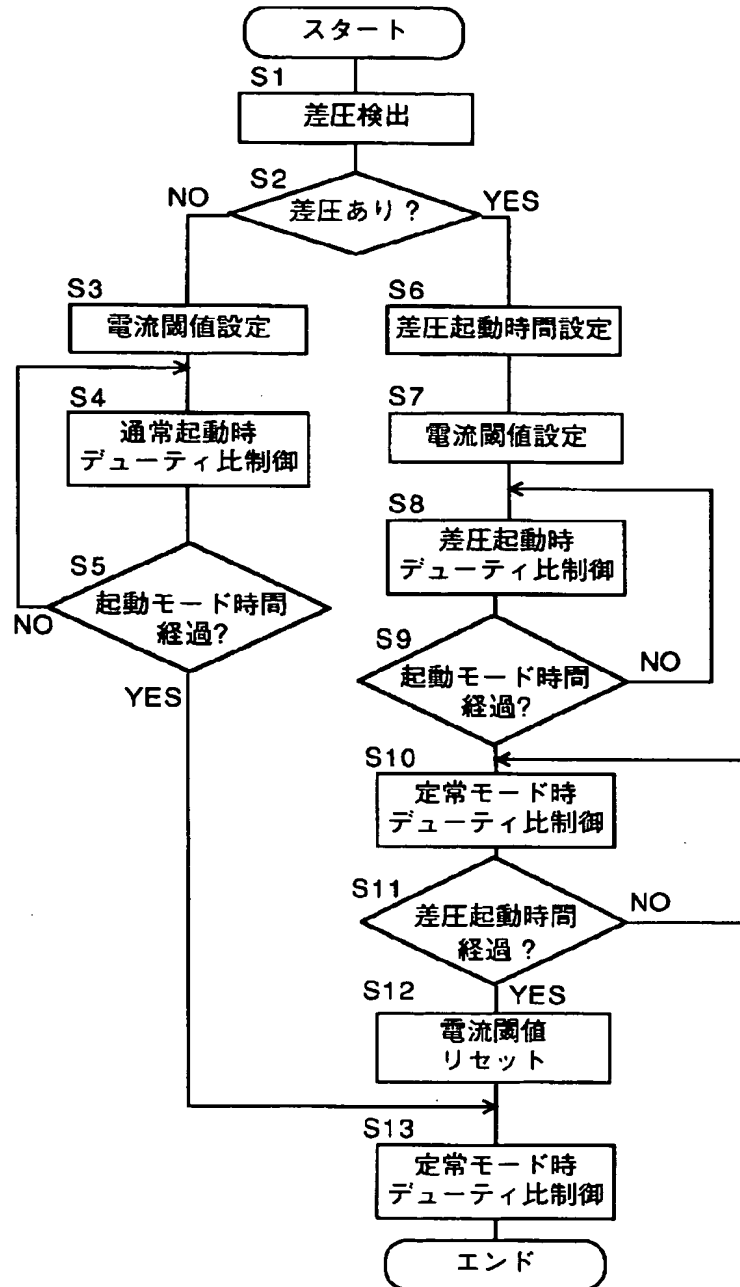 スタート
S1
差圧検出
S2
NO
差圧あり?
YES
S3
電流閾値設定
S4
通常起動時
デューティ比制御
S5
起動モード時間
経過?
NO
YES
S6
差圧起動時間設定
S7
電流閾値設定
S8
差圧起動時
デューティ比制御
S9
起動モード時間
経過?
NO
S10
定常モード時
デューティ比制御
S11
差圧起動時間
経過?
NO
YES
S12
電流閾値
リセット
S13
定常モード時
デューティ比制御
エンド